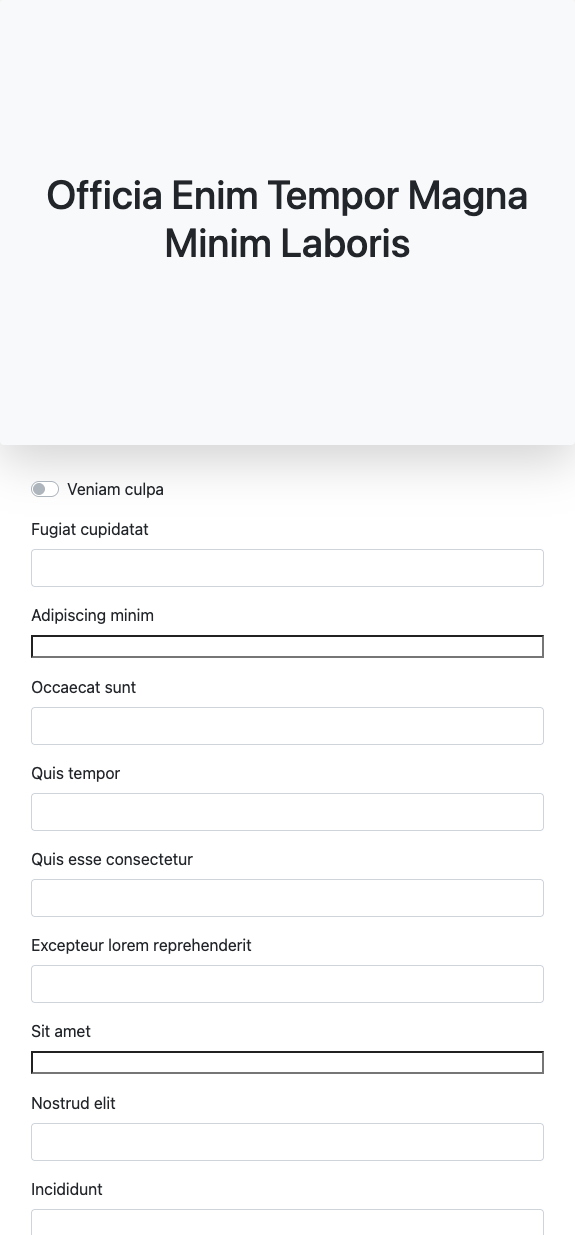 Officia Enim Tempor Magna
Minim Laboris
Veniam culpa
Fugiat cupidatat
Adipiscing minim
Occaecat sunt
Quis tempor
Quis esse consectetur
Excepteur lorem reprehenderit
Sit amet
Nostrud elit
Incididunt